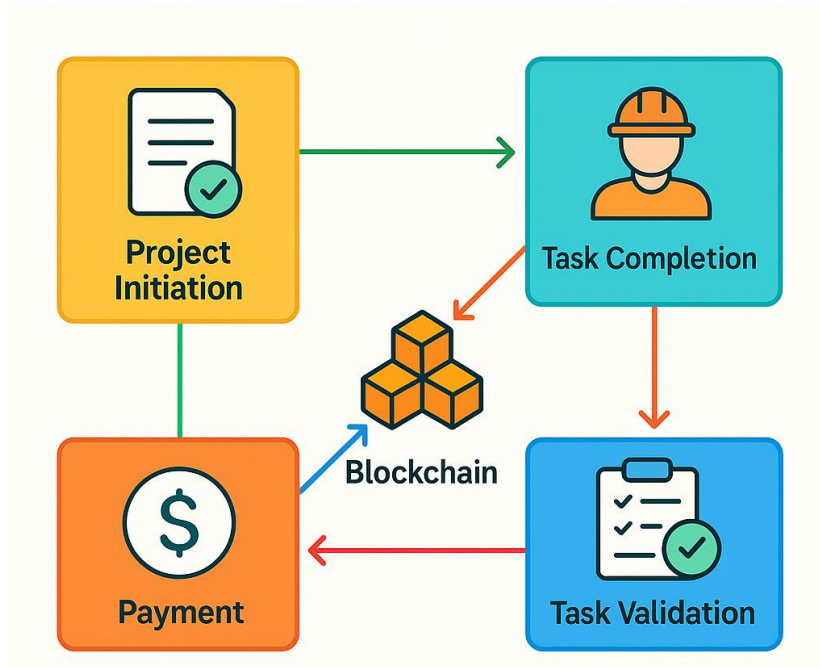 Project
Initiation
Task Completion
Blockchain
$
Payment
Task Validation